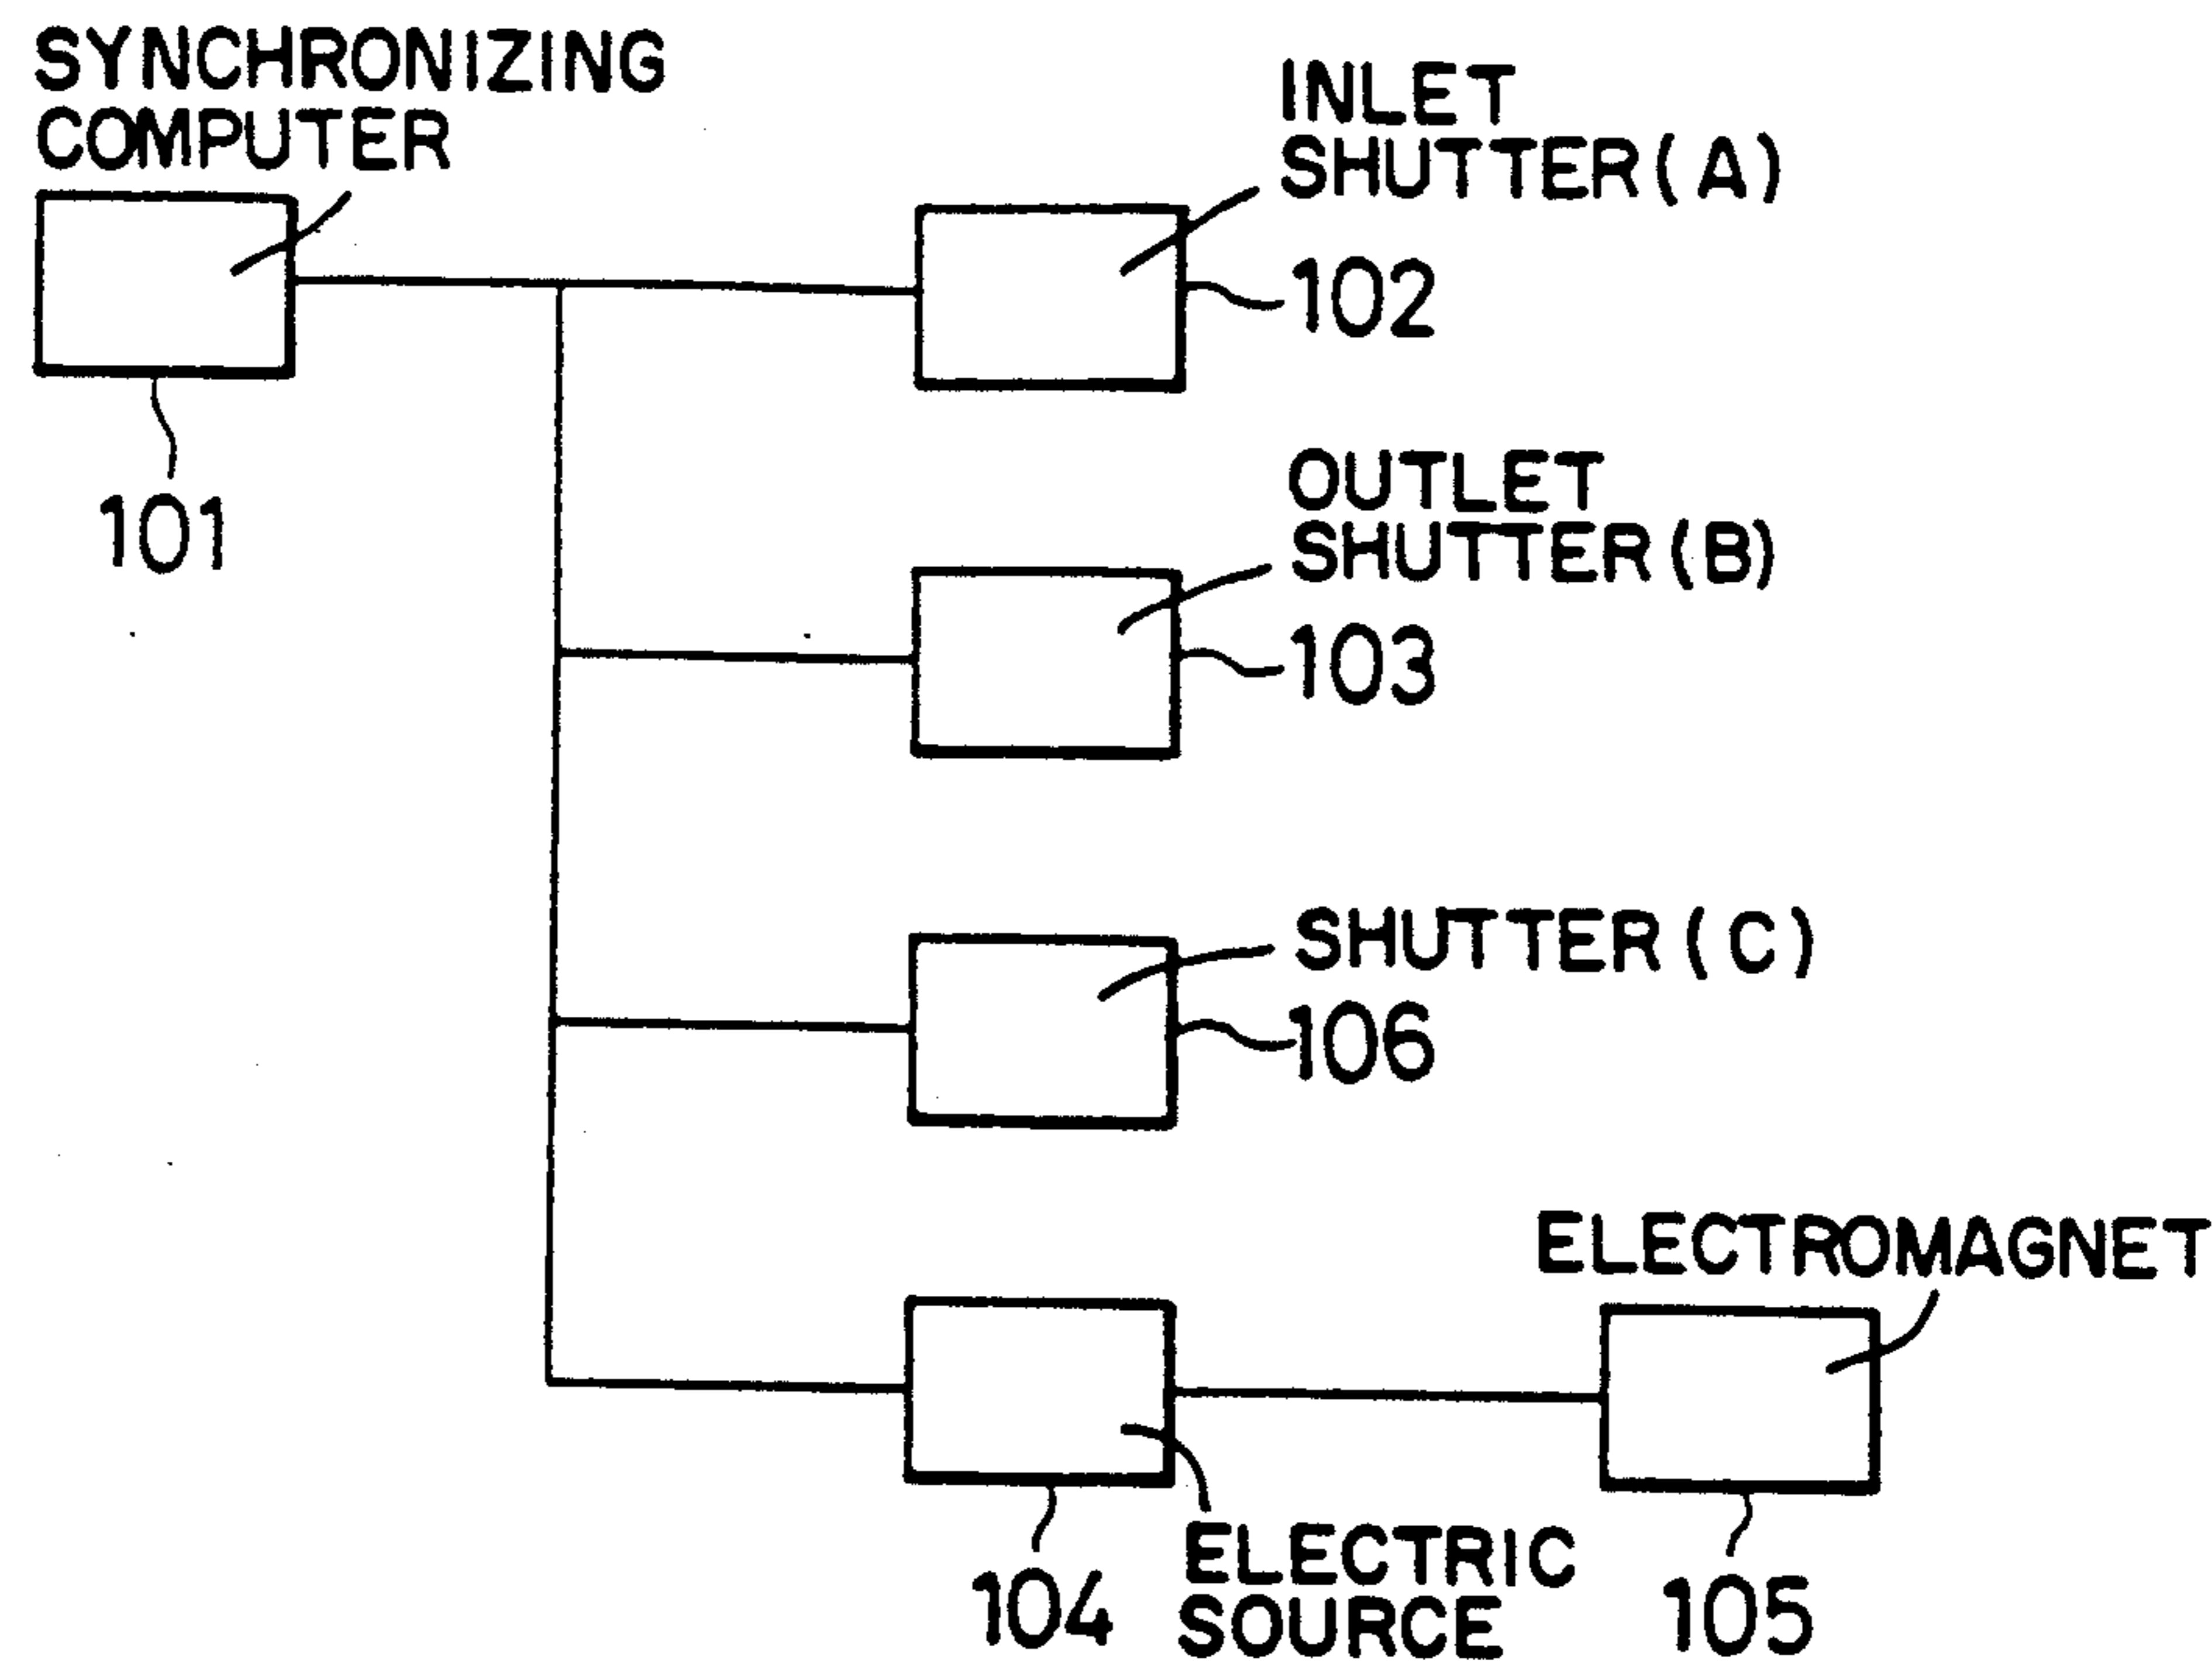 SYNCHRONIZING
COMPUTER
101
INLET
SHUTTER(A)
102
OUTLET
SHUTTER(B)
103
SHUTTER(C)
106
ELECTROMAGNET
104
ELECTRIC
SOURCE
105